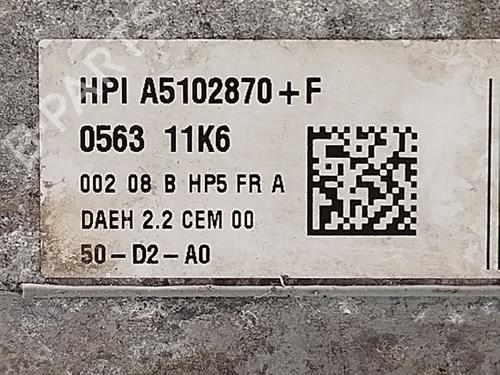 HPI A5102870+F
0563 11K6
002 08 B HP5 FR A
DAEH 2.2 CEM 00
50-D2-A0